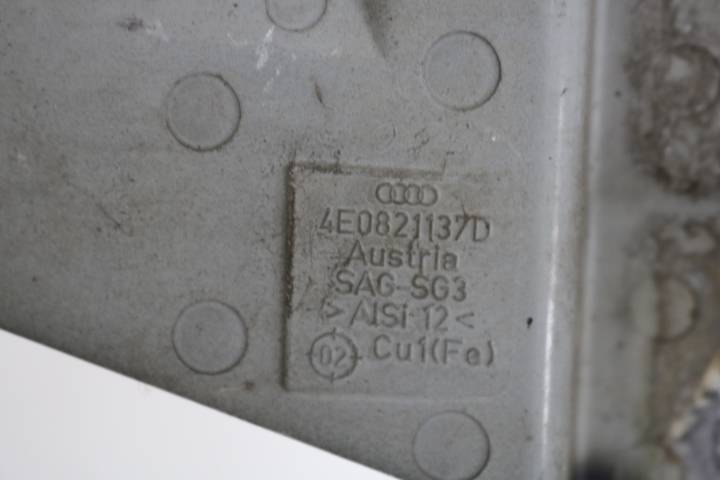 4E0821137D
Austria
SAG-SG3
>AlSi 12<
02 Cu1(Fe)